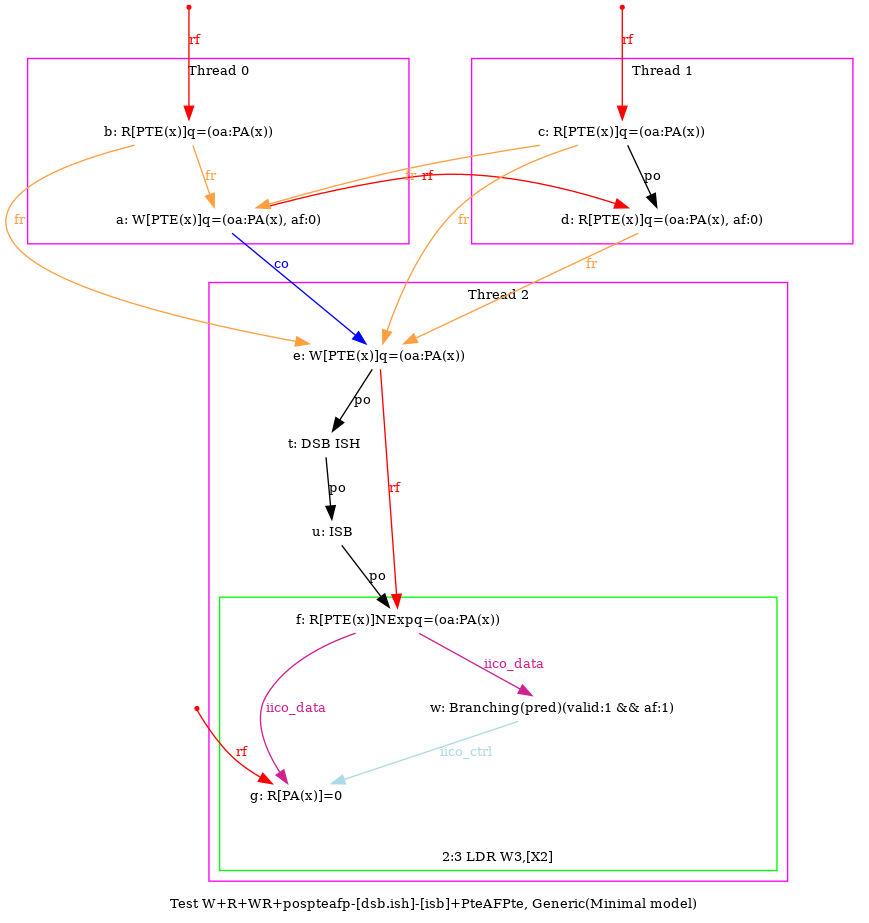 rf
rf
Thread 0
Thread 1
b: R[PTE(x)]q=(oa:PA(x))
c: R[PTE(x)]q=(oa:PA(x))
fr
fr
rf
po
fr
fr
a: W[PTE(x)]q=(oa:PA(x), af:0)
d: R[PTE(x)]q=(oa:PA(x), af:0)
co
fr
Thread 2
e: W[PTE(x)]q=(oa:PA(x))
po
t: DSB ISH
po
rf
u: ISB
po
f: R[PTE(x)]NExpq=(oa:PA(x))
iico_data
iico_data
w: Branching(pred)(valid:1 && af:1)
rf
iico_ctrl
g: R[PA(x)]=0
2:3 LDR W3,[X2]
Test W+R+WR+pospteafp-[dsb.ish]-[isb]+PteAFPte, Generic(Minimal model)